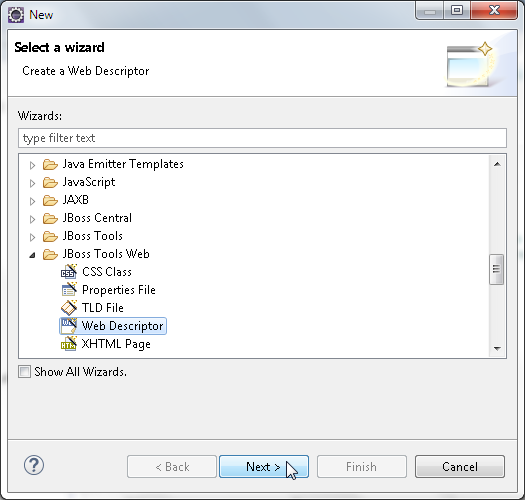 New
Select a wizard
Create a Web Descriptor
Wizards:
type filter text
Java Emitter Templates
JavaScript
JAXB
JBoss Central
JBoss Tools
JBoss Tools Web
CSS Class
Properties File
TLD File
Web Descriptor
XHTML Page
Show All Wizards.
? < Back Next > Finish Cancel